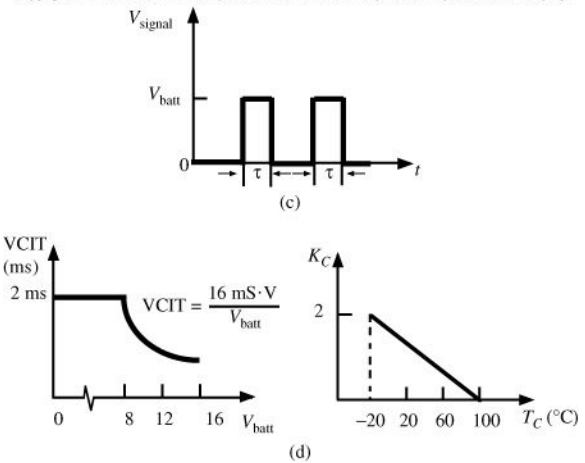 V_signal
V_batt
0
τ
τ
t
(c)
VCIT
(ms)
2 ms
VCIT = 16 mS·V / V_batt
0 8 12 16 V_batt
K_C
2
−20 20 60 100 T_C (°C)
(d)